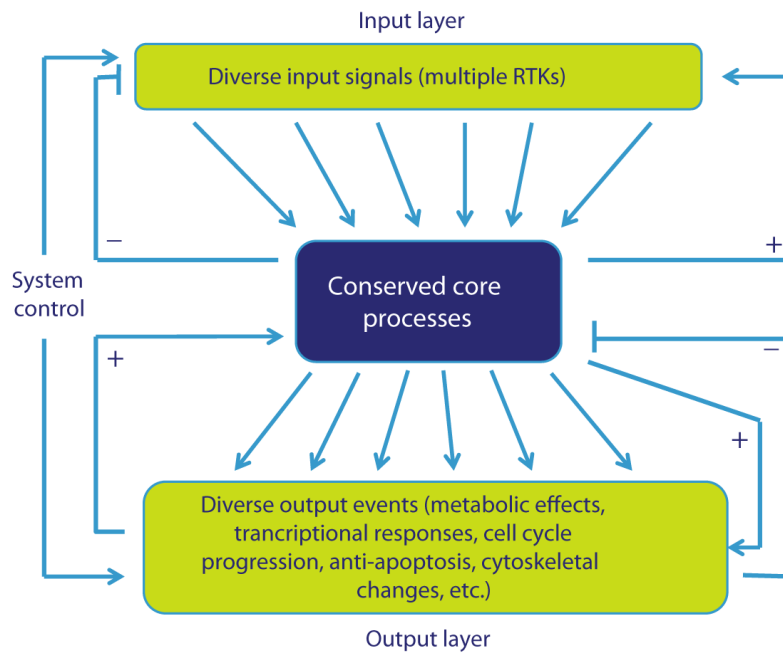 Input layer
Diverse input signals (multiple RTKs)
−
+
System
control
Conserved core
processes
+
−
+
Diverse output events (metabolic effects,
trancriptional responses, cell cycle
progression, anti-apoptosis, cytoskeletal
changes, etc.)
Output layer